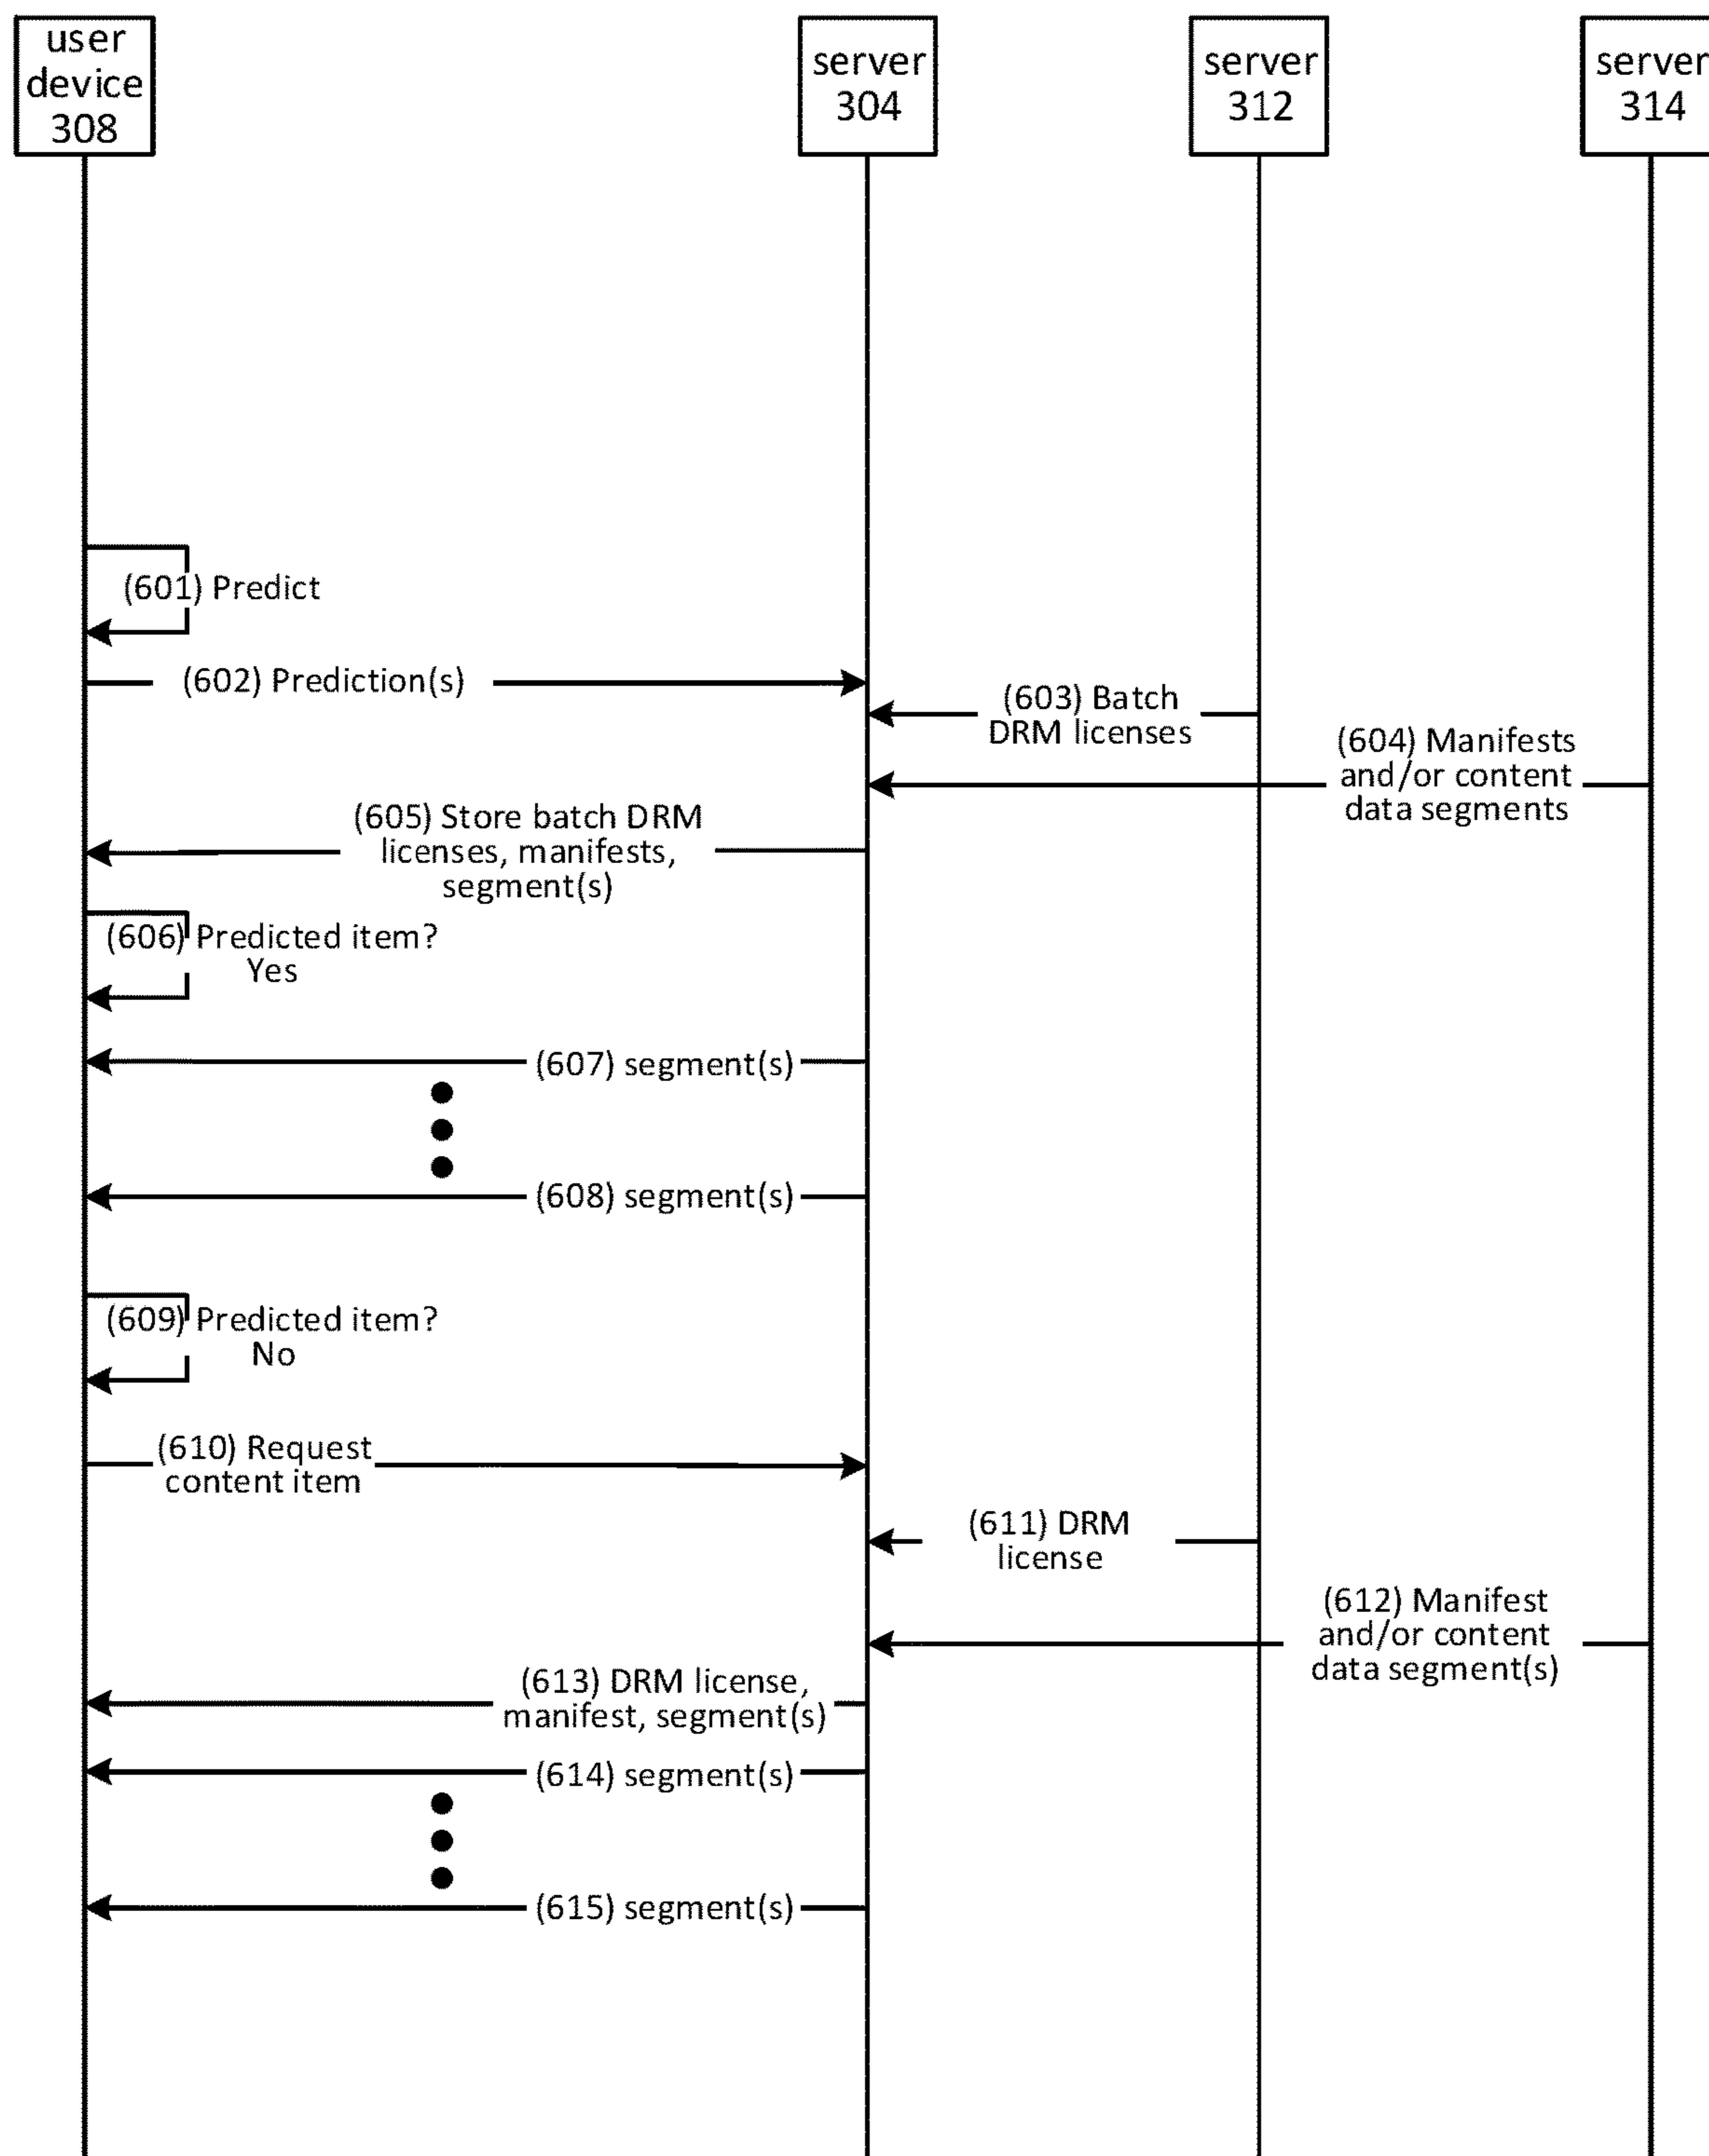 user
device
308
server
304
server
312
server
314
(601) Predict
(602) Prediction(s)
(603) Batch
DRM licenses
(604) Manifests
and/or content
data segments
(605) Store batch DRM
licenses, manifests,
segment(s)
(606) Predicted item?
Yes
(607) segment(s)
(608) segment(s)
(609) Predicted item?
No
(610) Request
content item
(611) DRM
license
(612) Manifest
and/or content
data segment(s)
(613) DRM license,
manifest, segment(s)
(614) segment(s)
(615) segment(s)